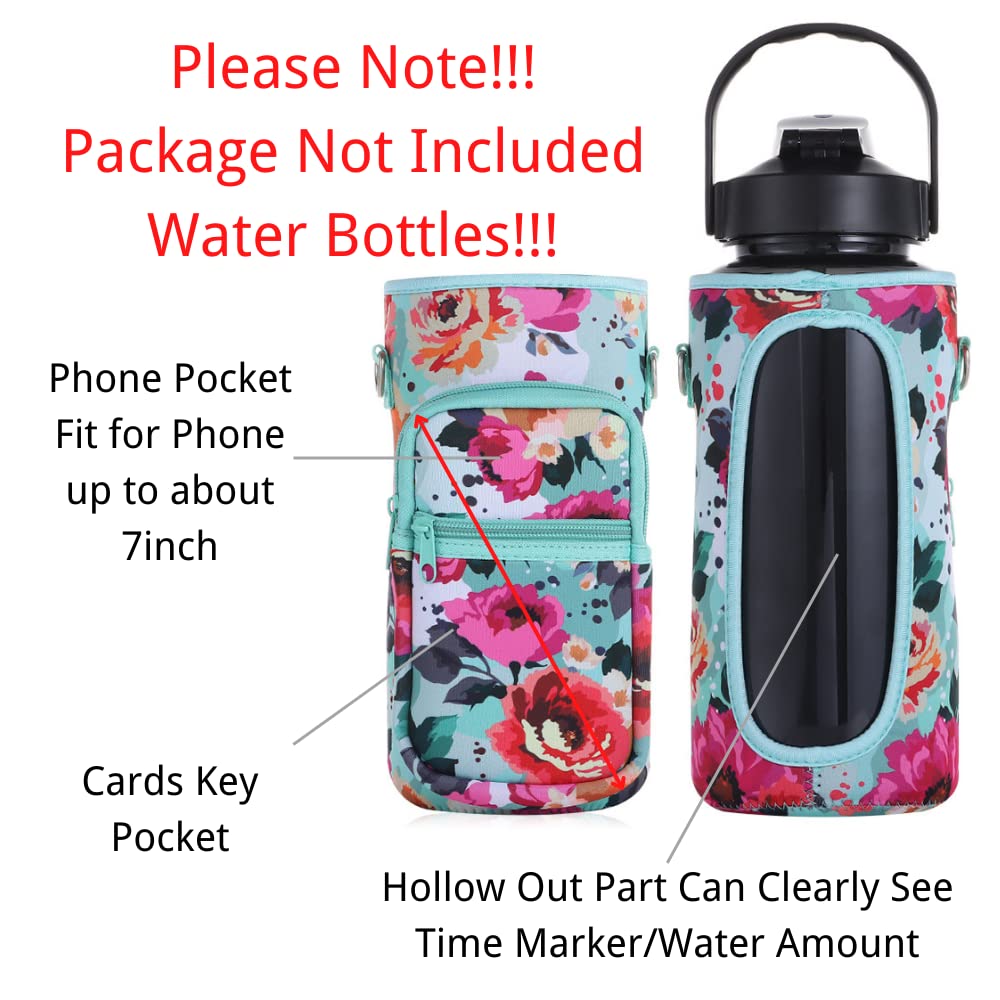 Please Note!!!
Package Not Included
Water Bottles!!!
Phone Pocket
Fit for Phone
up to about
7inch
Cards Key
Pocket
Hollow Out Part Can Clearly See
Time Marker/Water Amount